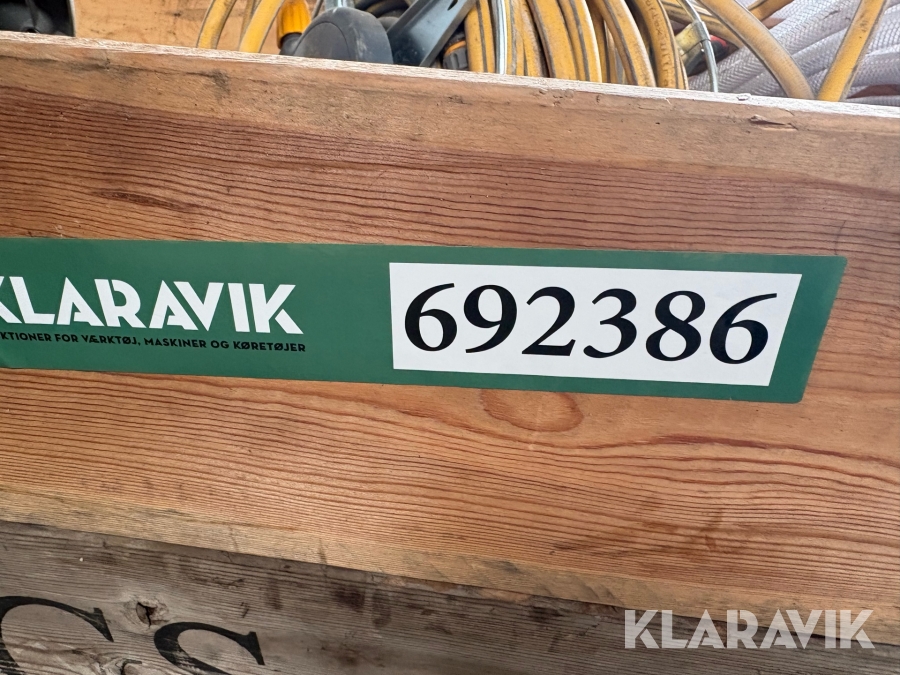 KLARAVIK
692386
KTIONER FOR VÆRKTØJ, MASKINER OG KØRETØJER
KLARAVIK